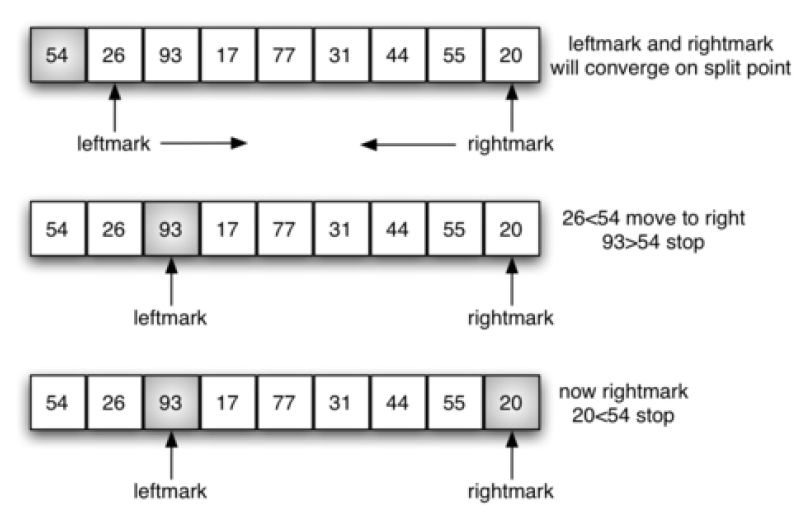 54 26 93 17 77 31 44 55 20
leftmark and rightmark
will converge on split point
leftmark rightmark
54 26 93 17 77 31 44 55 20
26<54 move to right
93>54 stop
leftmark rightmark
54 26 93 17 77 31 44 55 20
now rightmark
20<54 stop
leftmark rightmark